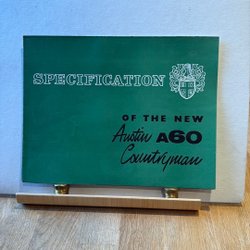 SPECIFICATION
OF THE NEW
Austin A60
Countryman